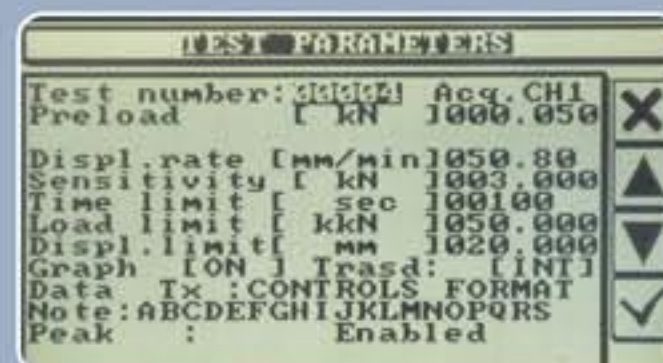 TEST PARAMETERS
Test number: Acq.CH1
Preload [ kN ]000.050
Displ.rate [mm/min]050.80
Sensitivity [ kN ]003.000
Time limit [ sec ]00100
Load limit [ kkN ]050.000
Displ.limit[ mm ]020.000
Graph [ON ] Trasd: [INT]
Data Tx :CONTROLS FORMAT
Note:ABCDEFGHIJKLMNOPQRS
Peak : Enabled